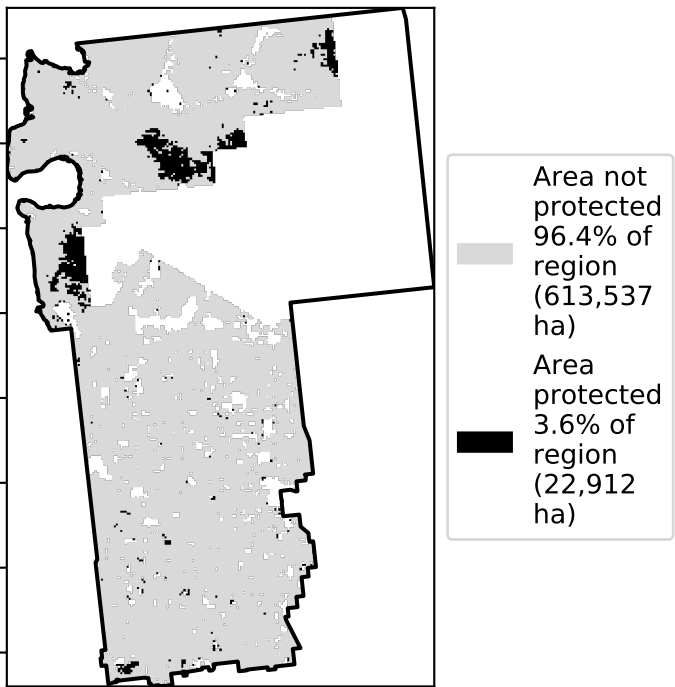 Area not
protected
96.4% of
region
(613,537
ha)
Area
protected
3.6% of
region
(22,912
ha)